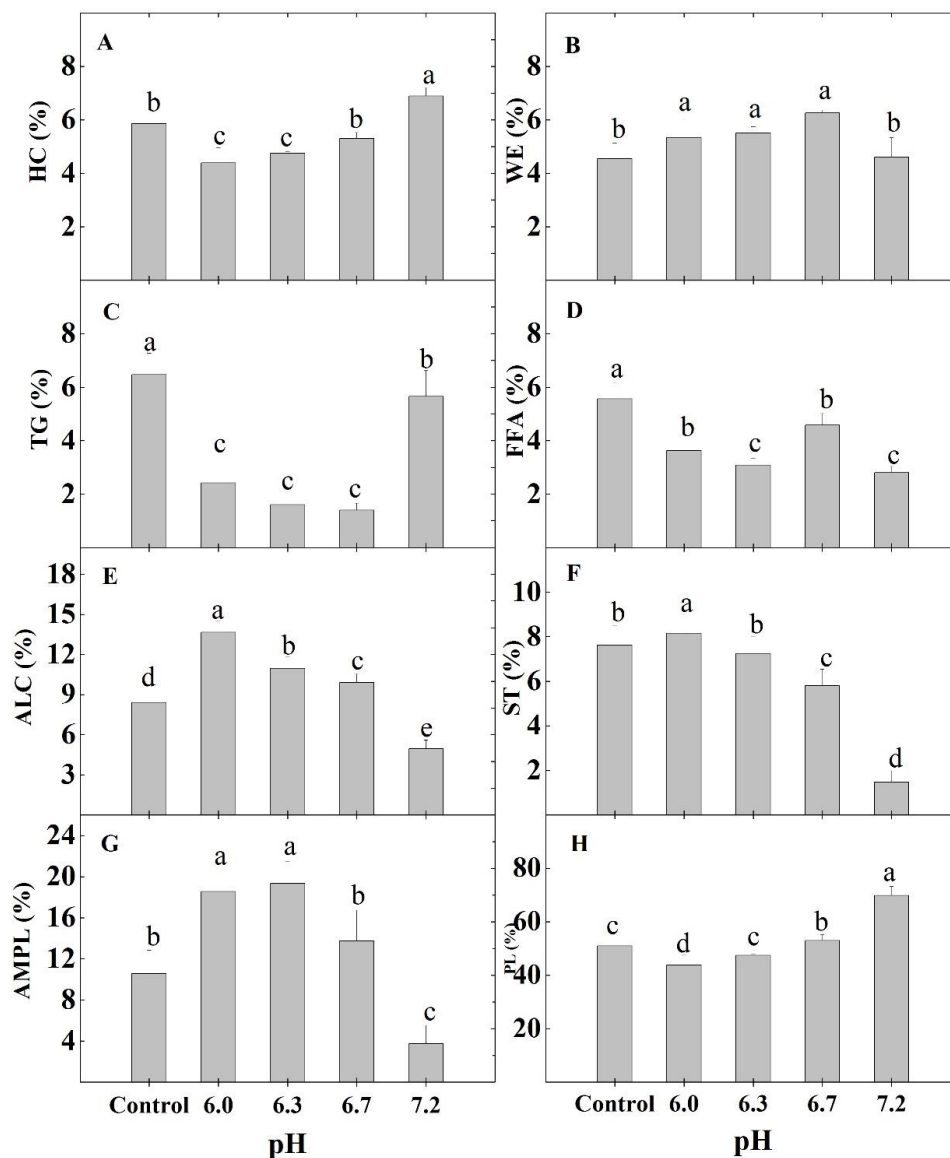 A
HC (%)
8
6
4
2
b
c
c
b
a
B
WE (%)
8
6
4
2
b
a
a
a
b
C
TG (%)
8
6
4
2
a
c
c
c
b
D
FFA (%)
8
6
4
2
a
b
c
b
c
E
ALC (%)
18
15
12
9
6
3
d
a
b
c
e
F
ST (%)
10
8
6
4
2
b
a
b
c
d
G
AMPL (%)
24
20
16
12
8
4
b
a
a
b
c
H
PL (%)
80
60
40
20
c
d
c
b
a
Control 6.0 6.3 6.7 7.2
pH
Control 6.0 6.3 6.7 7.2
pH